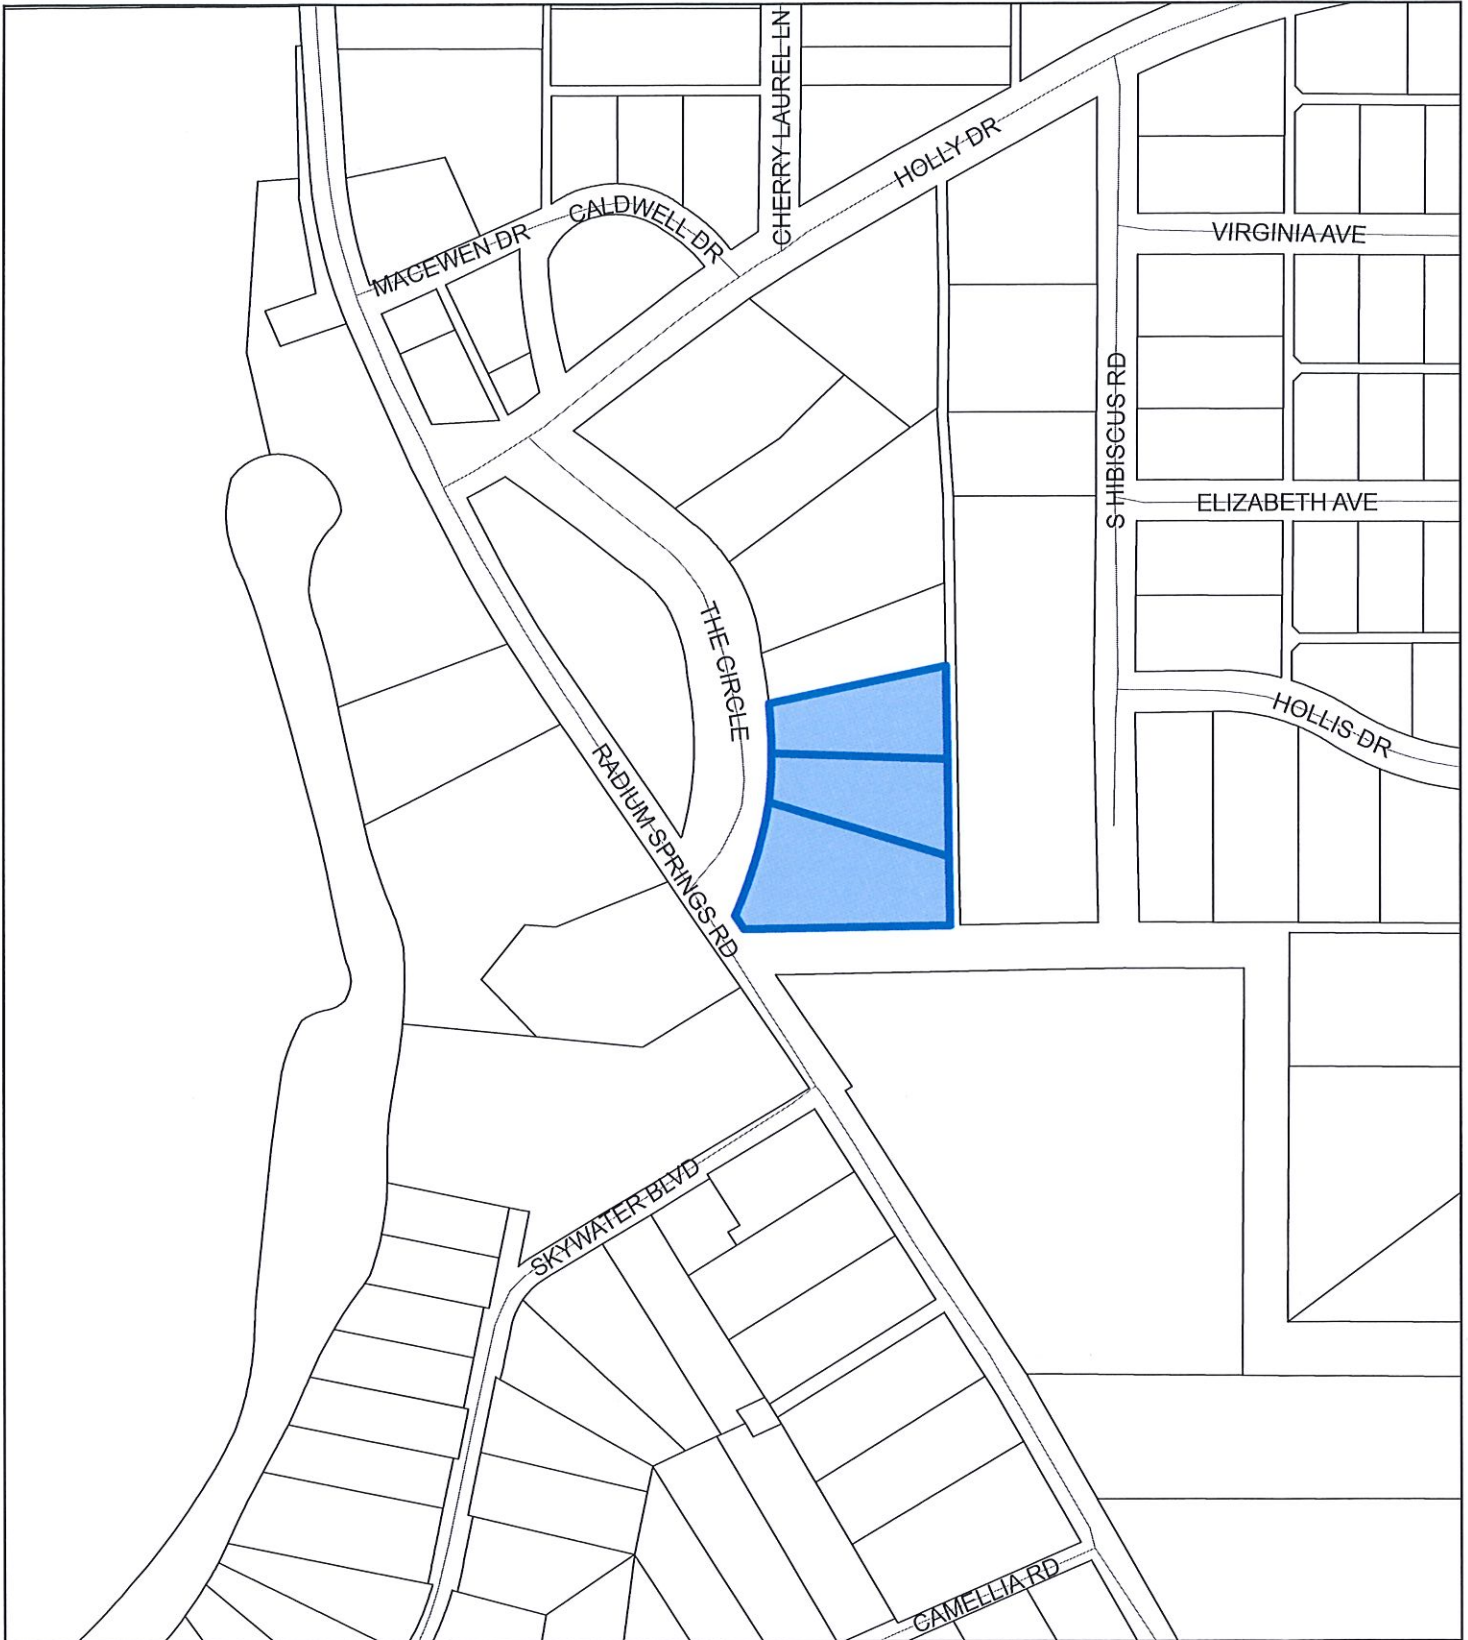 CHERRY LAUREL LN
HOLLY DR
CALDWELL DR
MACEWEN DR
VIRGINIA AVE
S HIBISCUS RD
ELIZABETH AVE
THE CIRCLE
HOLLIS DR
RADIUM SPRINGS RD
SKYWATER BLVD
CAMELLIA RD